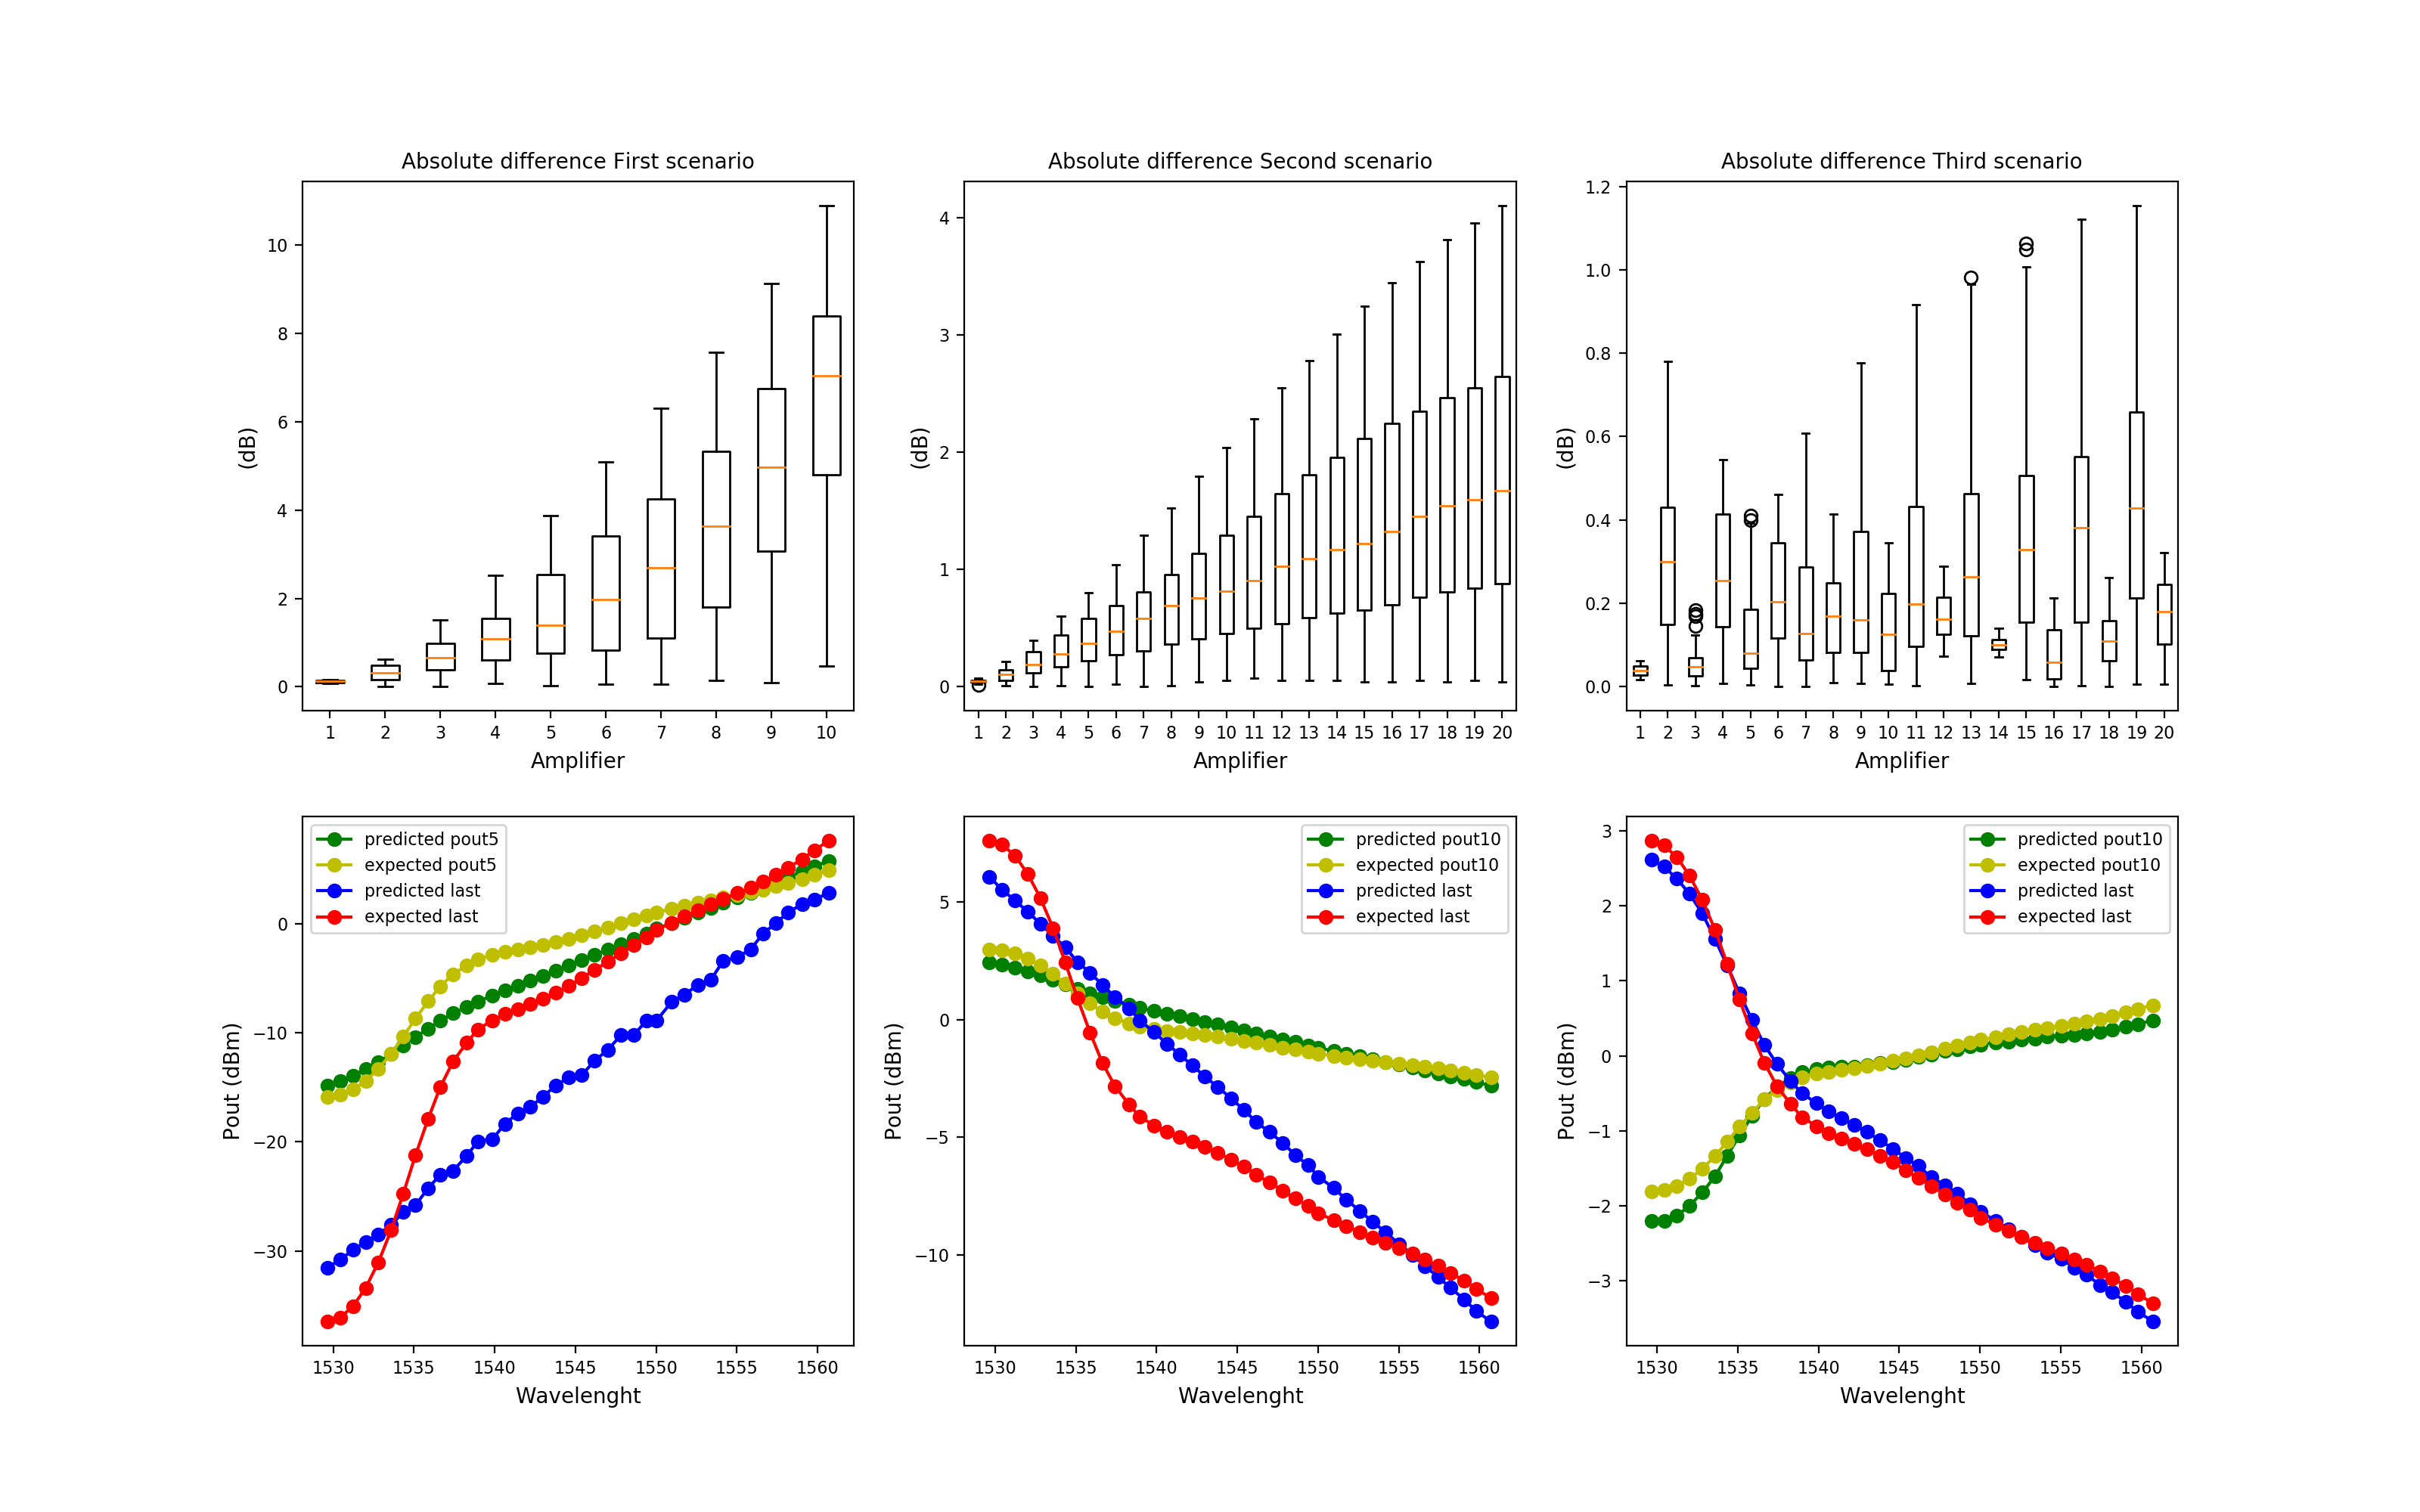 Absolute difference First scenario
(dB)
10
8
6
4
2
0
1 2 3 4 5 6 7 8 9 10
Amplifier
Absolute difference Second scenario
(dB)
4
3
2
1
0
1 2 3 4 5 6 7 8 9 10 11 12 13 14 15 16 17 18 19 20
Amplifier
Absolute difference Third scenario
(dB)
1.2
1.0
0.8
0.6
0.4
0.2
0.0
1 2 3 4 5 6 7 8 9 10 11 12 13 14 15 16 17 18 19 20
Amplifier
predicted pout5
expected pout5
predicted last
expected last
Pout (dBm)
0
−10
−20
−30
1530 1535 1540 1545 1550 1555 1560
Wavelenght
predicted pout10
expected pout10
predicted last
expected last
Pout (dBm)
5
0
−5
−10
1530 1535 1540 1545 1550 1555 1560
Wavelenght
predicted pout10
expected pout10
predicted last
expected last
Pout (dBm)
3
2
1
0
−1
−2
−3
1530 1535 1540 1545 1550 1555 1560
Wavelenght